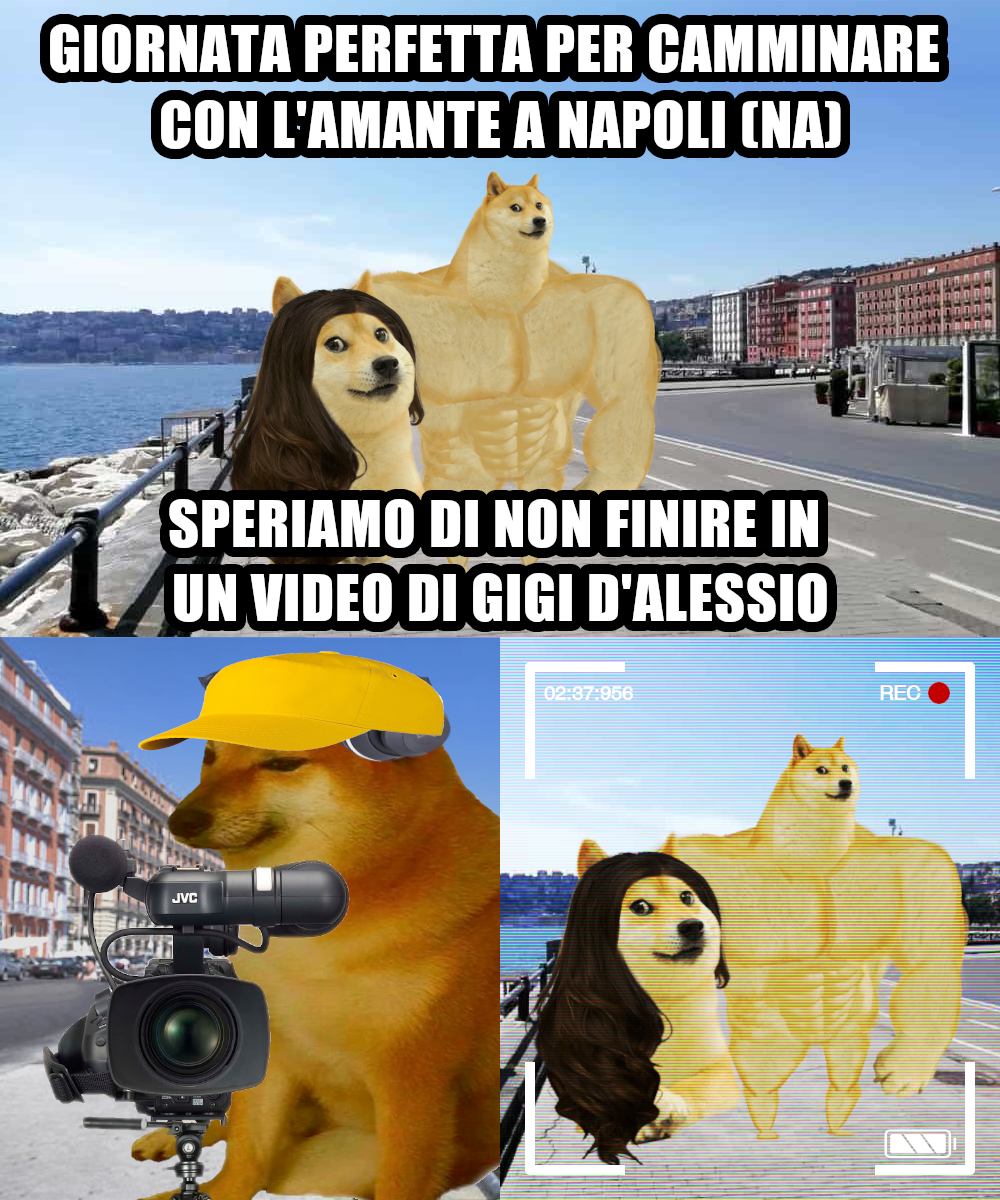 GIORNATA PERFETTA PER CAMMINARE
CON L'AMANTE A NAPOLI (NA)
SPERIAMO DI NON FINIRE IN
UN VIDEO DI GIGI D'ALESSIO
JVC
02:37:956
REC